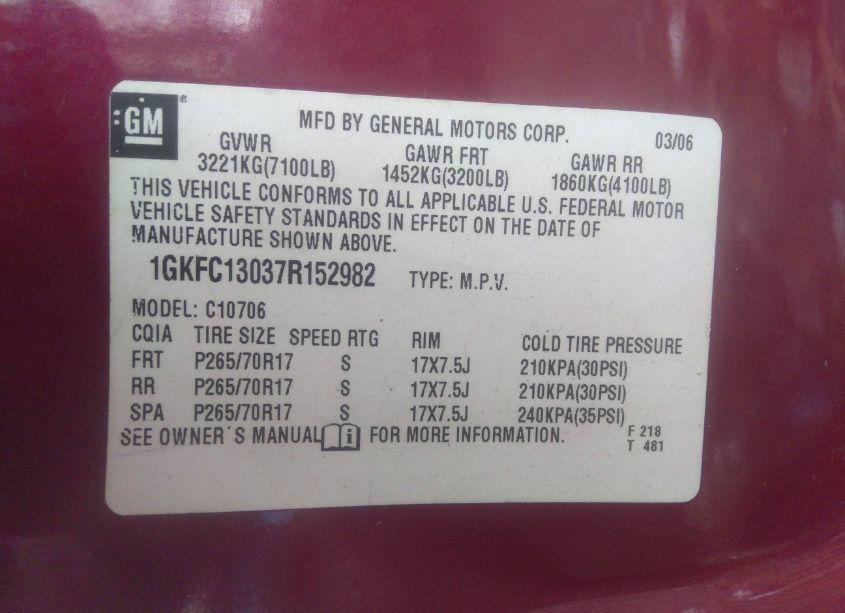 GM ®
MFD BY GENERAL MOTORS CORP. 03/06
GVWR GAWR FRT GAWR RR
3221KG(7100LB) 1452KG(3200LB) 1860KG(4100LB)
THIS VEHICLE CONFORMS TO ALL APPLICABLE U.S. FEDERAL MOTOR
VEHICLE SAFETY STANDARDS IN EFFECT ON THE DATE OF
MANUFACTURE SHOWN ABOVE.
1GKFC13037R152982 TYPE: M.P.V.
MODEL: C10706
CQIA TIRE SIZE SPEED RTG RIM COLD TIRE PRESSURE
FRT P265/70R17 S 17X7.5J 210KPA(30PSI)
RR P265/70R17 S 17X7.5J 210KPA(30PSI)
SPA P265/70R17 S 17X7.5J 240KPA(35PSI)
SEE OWNER´S MANUAL i FOR MORE INFORMATION. F 218
T 481